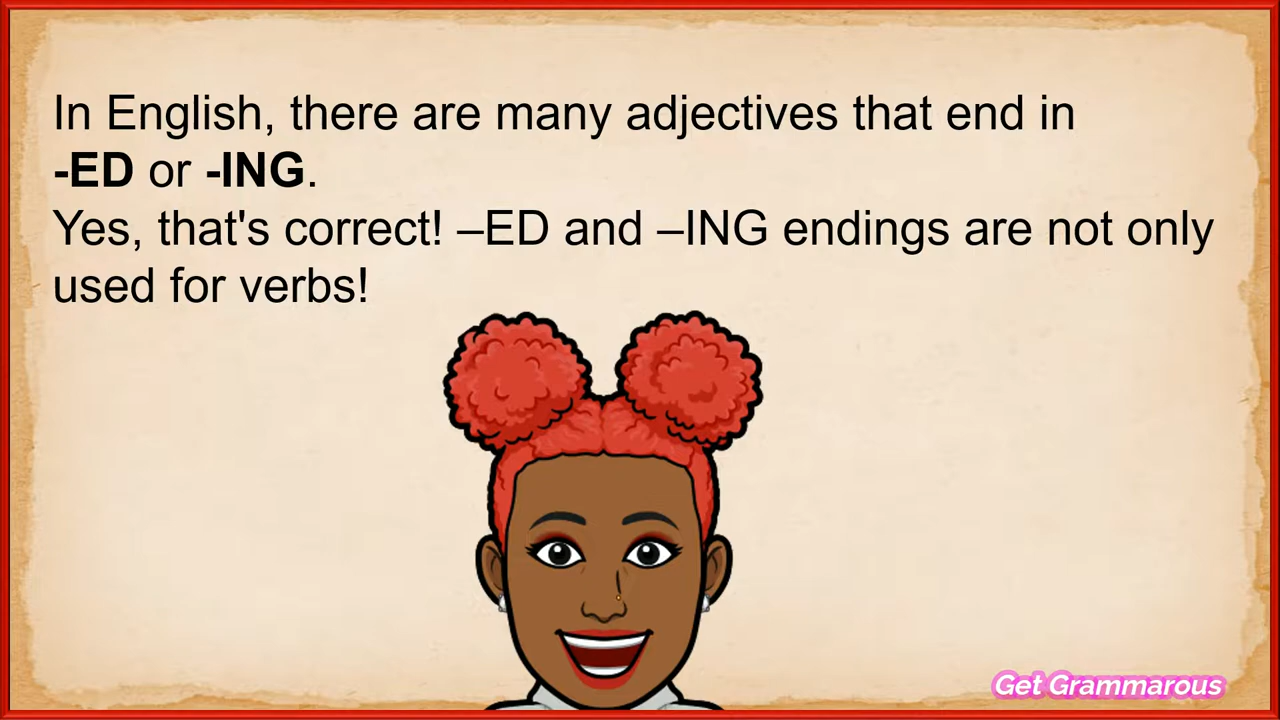 In English, there are many adjectives that end in
-ED or -ING.
Yes, that's correct! –ED and –ING endings are not only
used for verbs!
Get Grammarous